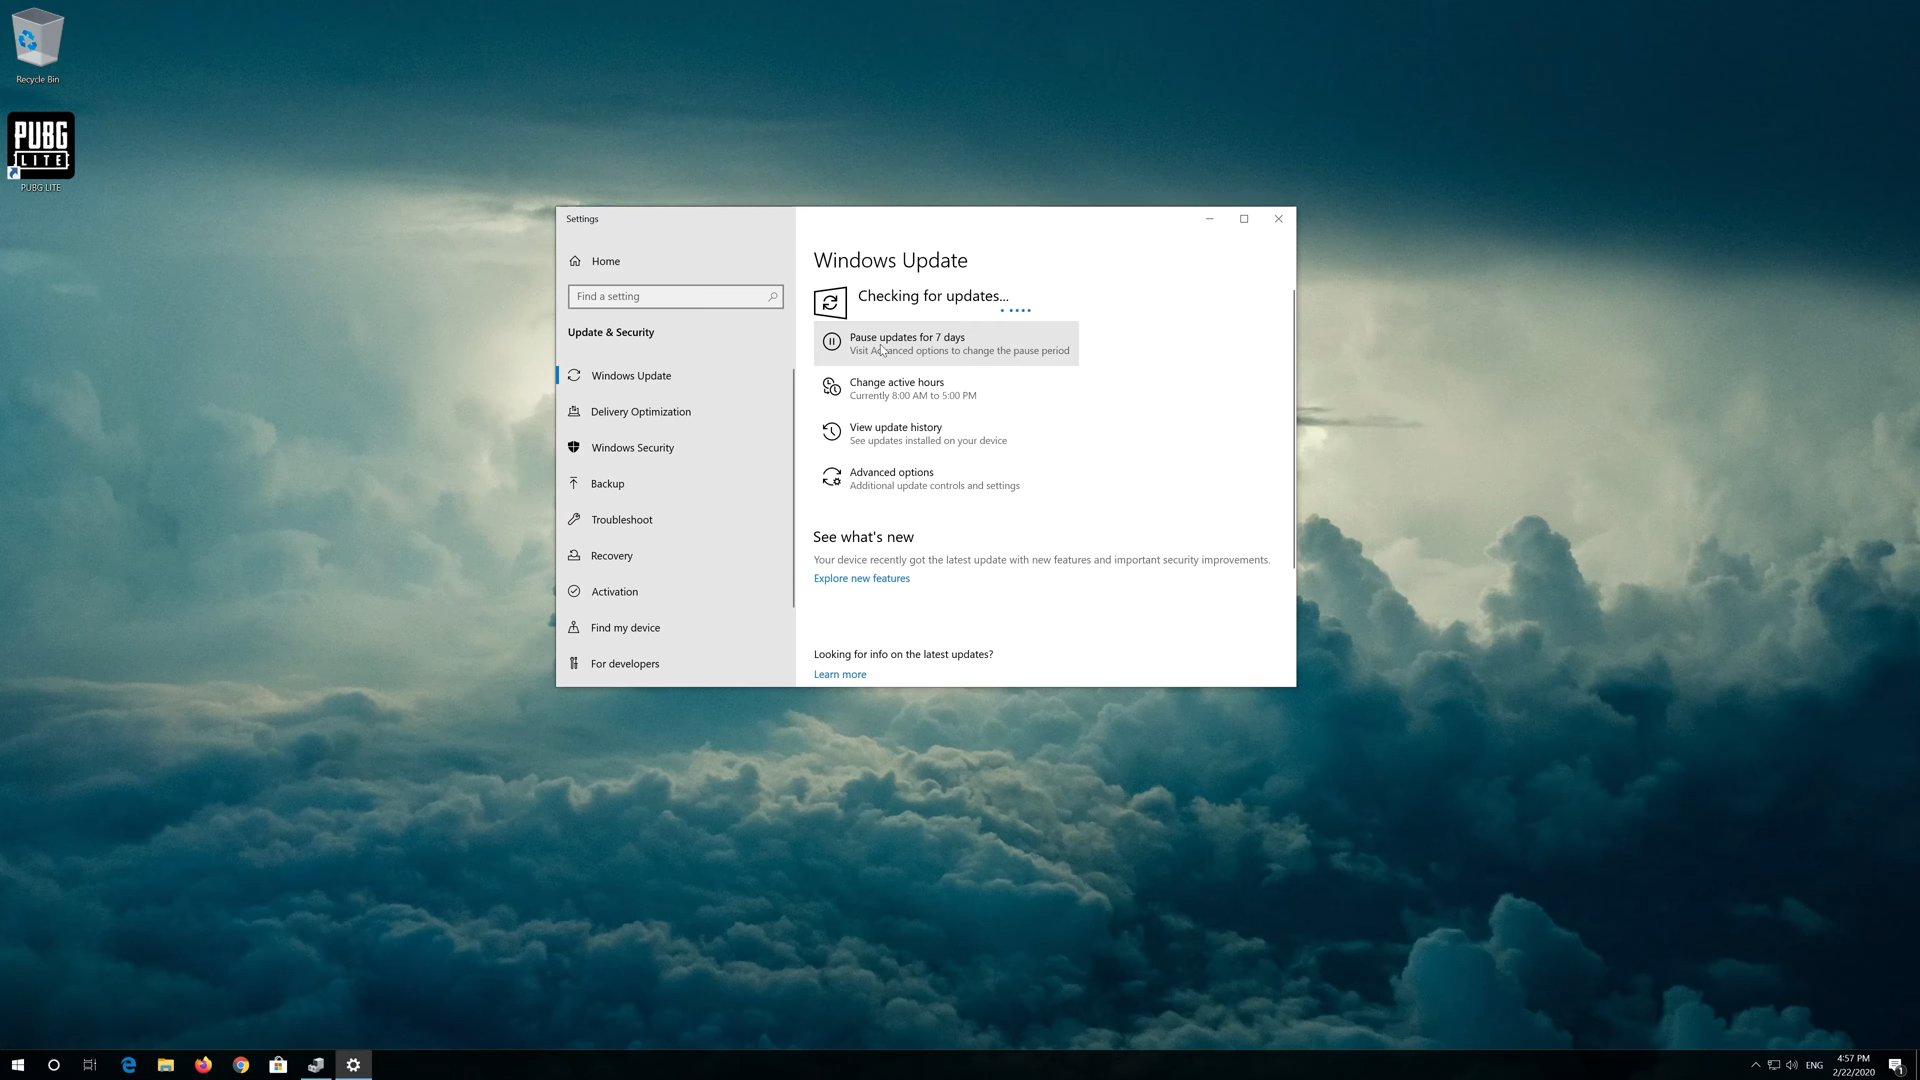 Recycle Bin
PUBG
LITE
PUBG LITE
Settings
Home
Find a setting
Update & Security
Windows Update
Delivery Optimization
Windows Security
Backup
Troubleshoot
Recovery
Activation
Find my device
For developers
Windows Update
Checking for updates...
Pause updates for 7 days
Visit Advanced options to change the pause period
Change active hours
Currently 8:00 AM to 5:00 PM
View update history
See updates installed on your device
Advanced options
Additional update controls and settings
See what's new
Your device recently got the latest update with new features and important security improvements.
Explore new features
Looking for info on the latest updates?
Learn more
ENG
4:57 PM
2/22/2020
1